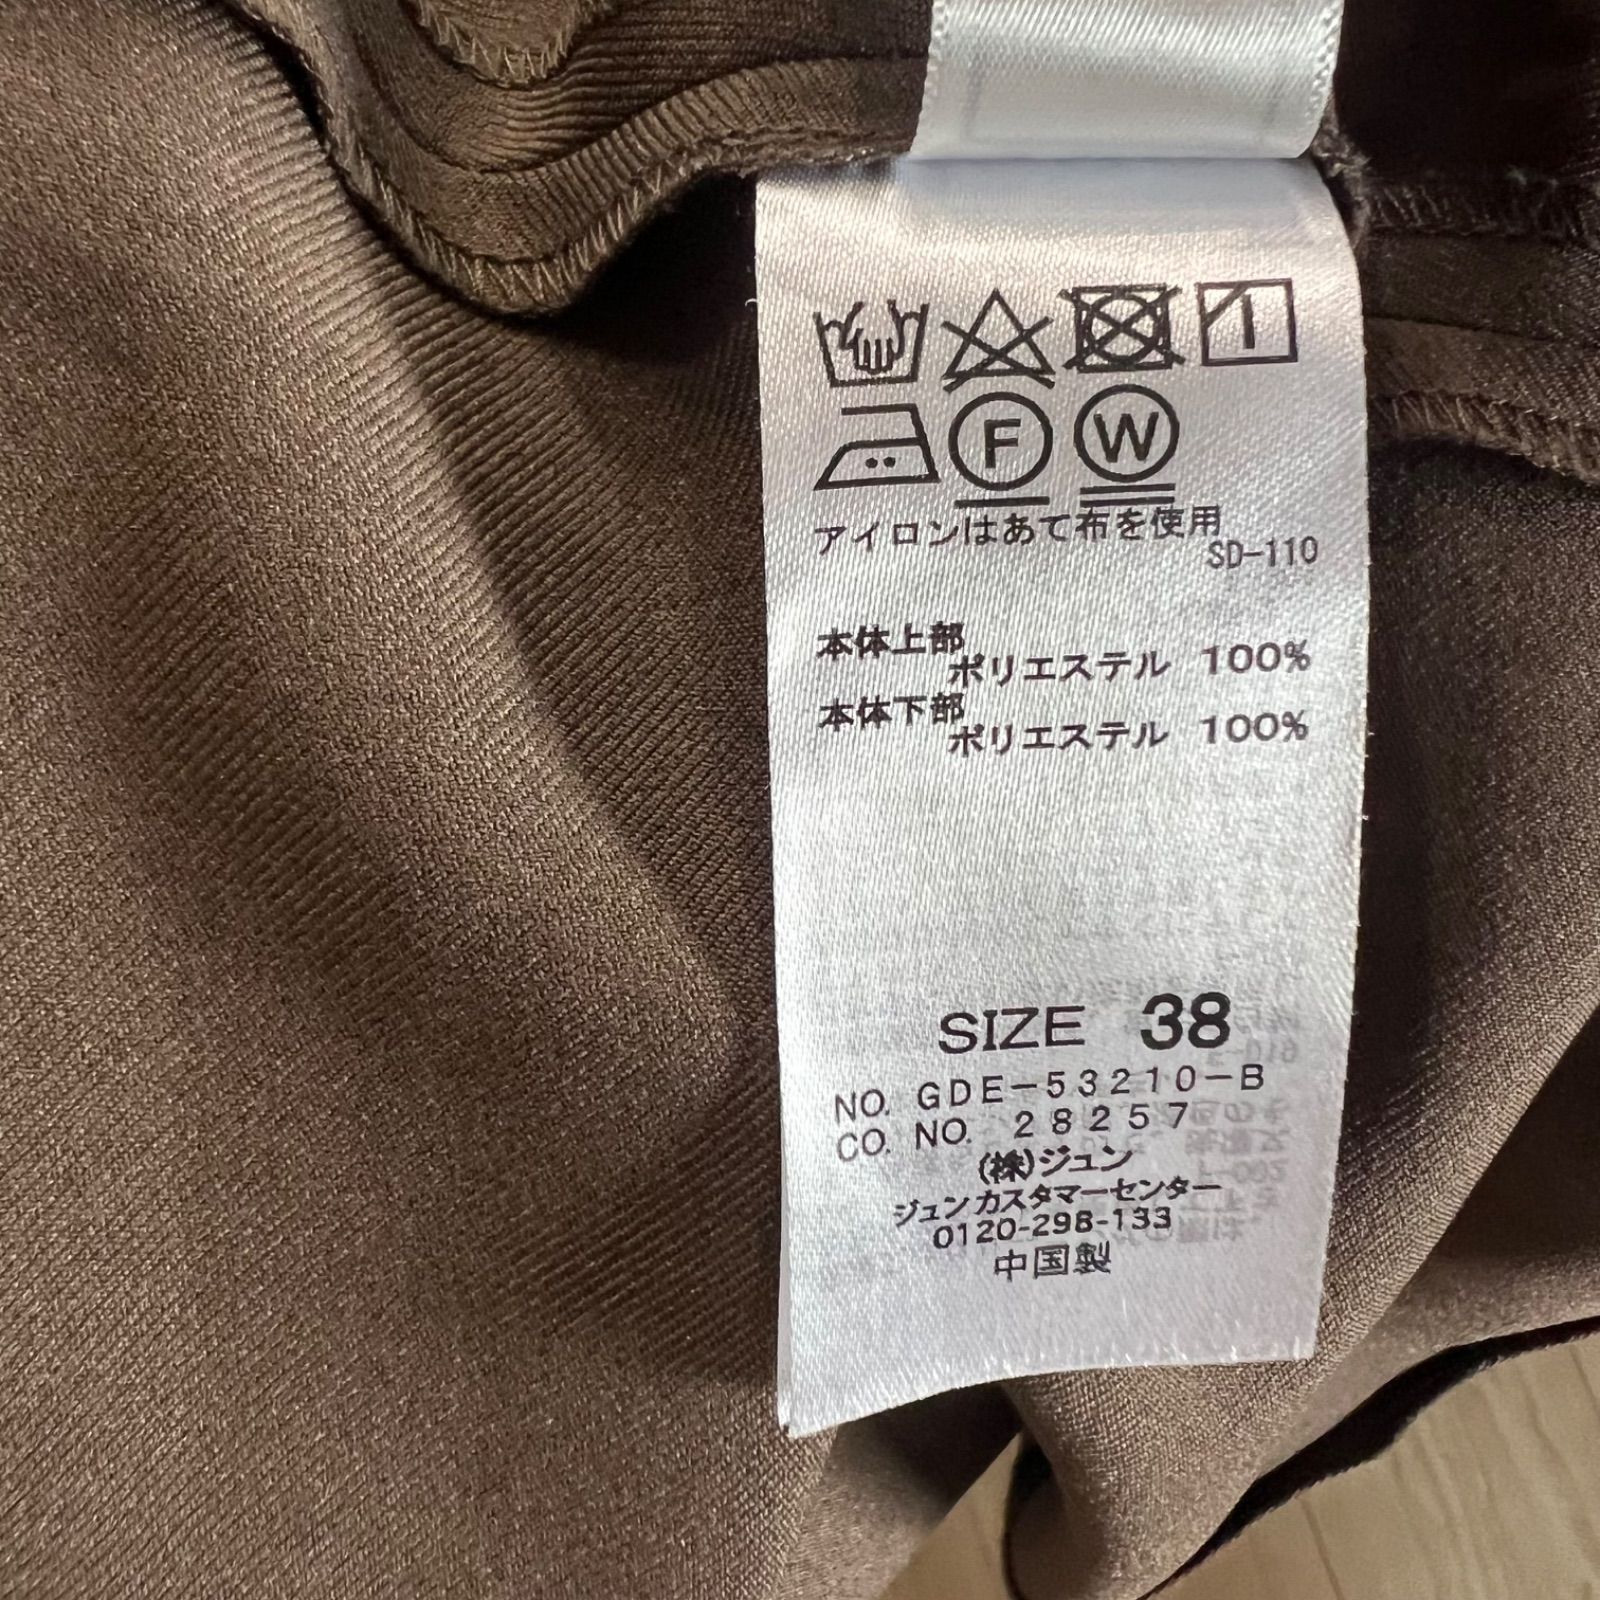 F W
アイロンはあて布を使用
SD-110
本体上部
ポリエステル 100%
本体下部
ポリエステル 100%
SIZE 38
NO. GDE-53210-B
CO. NO. 28257
(株)ジュン
ジュンカスタマーセンター
0120-298-133
中国製